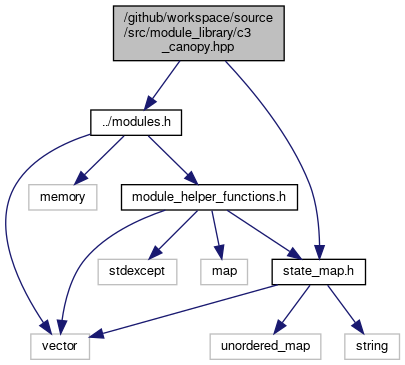 /github/workspace/source
/src/module_library/c3
_canopy.hpp
../modules.h
memory
module_helper_functions.h
stdexcept
map
state_map.h
vector
unordered_map
string